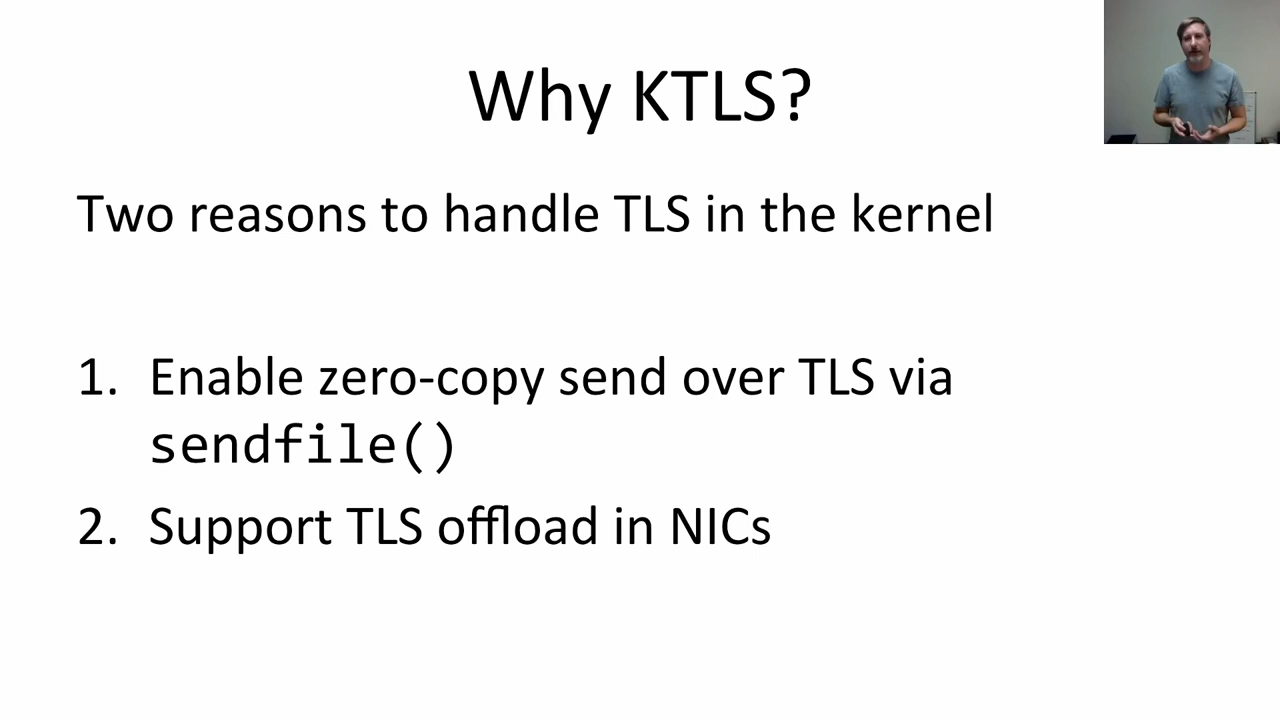 Why KTLS?
Two reasons to handle TLS in the kernel
1. Enable zero-copy send over TLS via
sendfile()
2. Support TLS offload in NICs